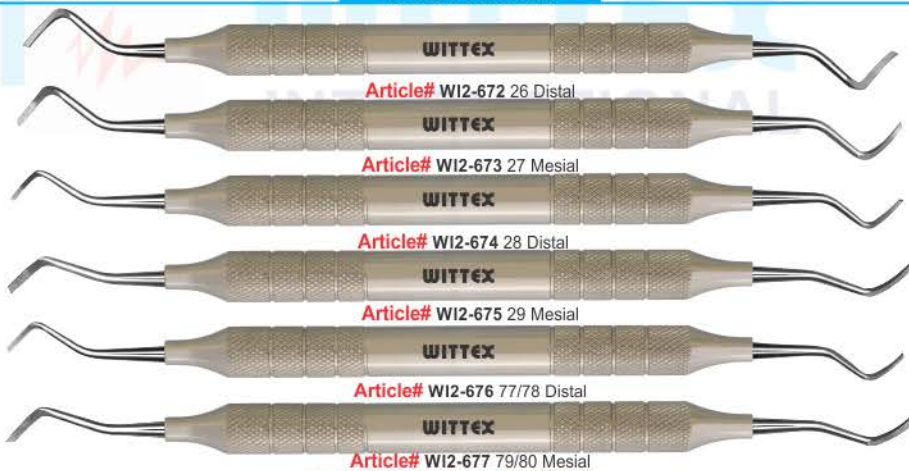 WITTEX
Article# WI2-672 26 Distal
WITTEX
Article# WI2-673 27 Mesial
WITTEX
Article# WI2-674 28 Distal
WITTEX
Article# WI2-675 29 Mesial
WITTEX
Article# WI2-676 77/78 Distal
WITTEX
Article# WI2-677 79/80 Mesial